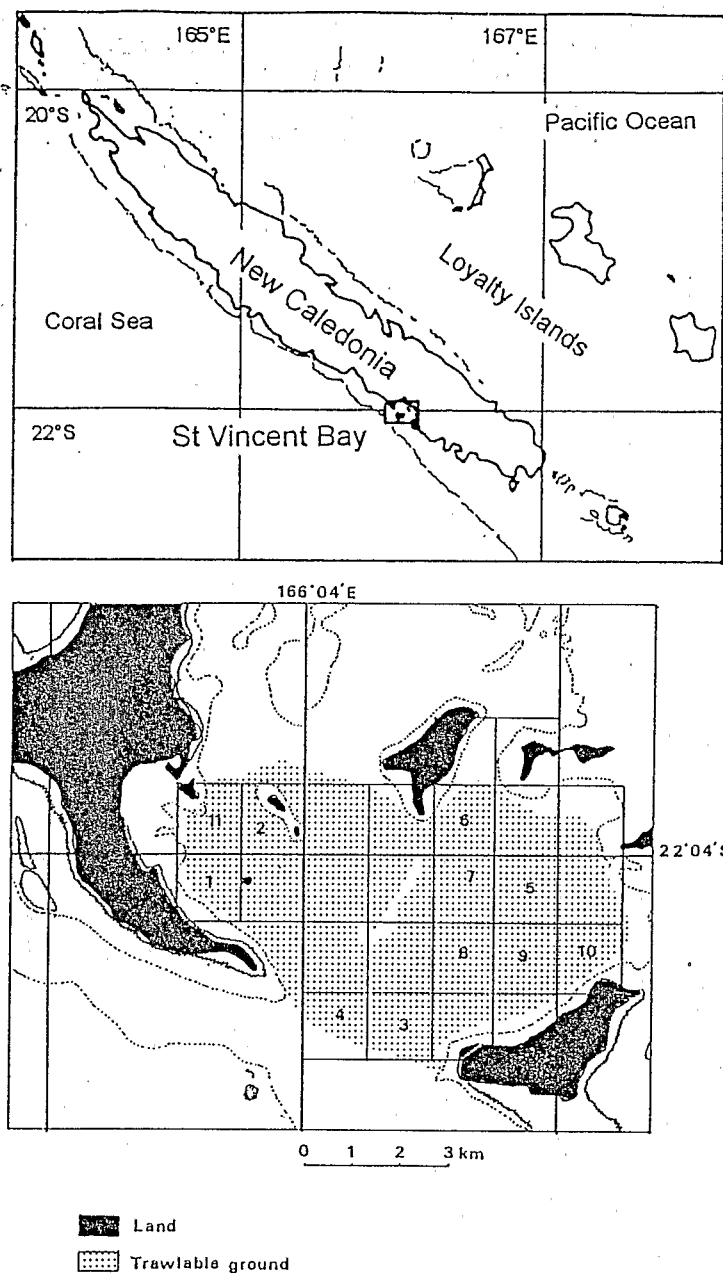 165°E
167°E
20°S
Pacific Ocean
New Caledonia
Loyalty Islands
Coral Sea
22°S
St Vincent Bay
166°04'E
11
2
6
22°04'S
1
7
5
8
9
10
4
3
0 1 2 3 km
Land
Trawlable ground